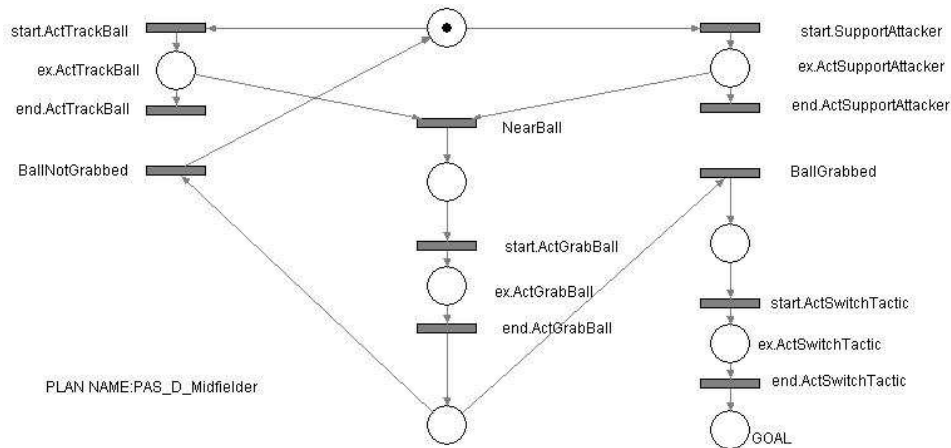 start.ActTrackBall
start.SupportAttacker
ex.ActTrackBall
ex.ActSupportAttacker
end.ActTrackBall
end.ActSupportAttacker
NearBall
BallNotGrabbed
BallGrabbed
start.ActGrabBall
ex.ActGrabBall
start.ActSwitchTactic
end.ActGrabBall
ex.ActSwitchTactic
PLAN NAME:PAS_D_Midfielder
end.ActSwitchTactic
GOAL